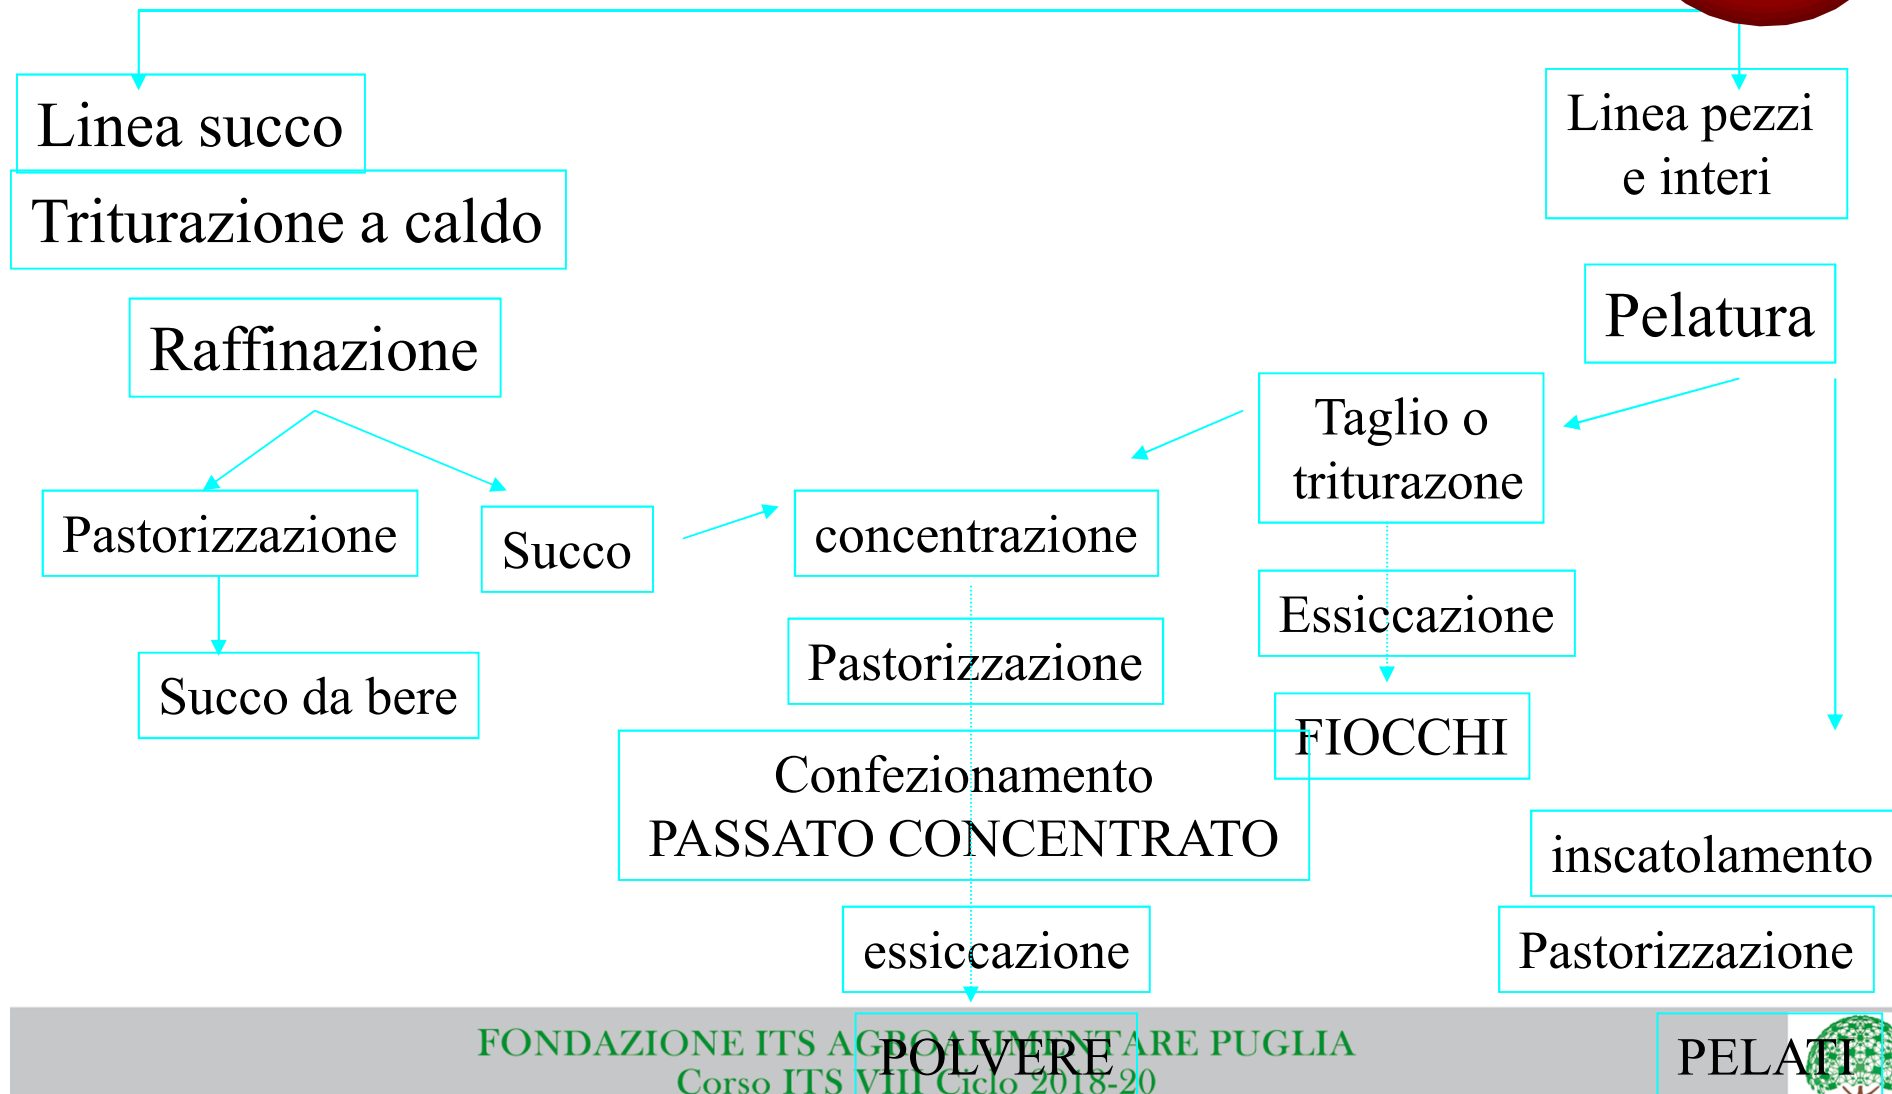 Linea succo
Linea pezzi
e interi
Triturazione a caldo
Pelatura
Raffinazione
Taglio o
triturazone
Pastorizzazione
Succo
concentrazione
Essiccazione
Pastorizzazione
Succo da bere
FIOCCHI
Confezionamento
PASSATO CONCENTRATO
inscatolamento
essiccazione
Pastorizzazione
FONDAZIONE ITS AGROALIMENTARE PUGLIA
POLVERE
PELATI
Corso ITS VIII Ciclo 2018-20